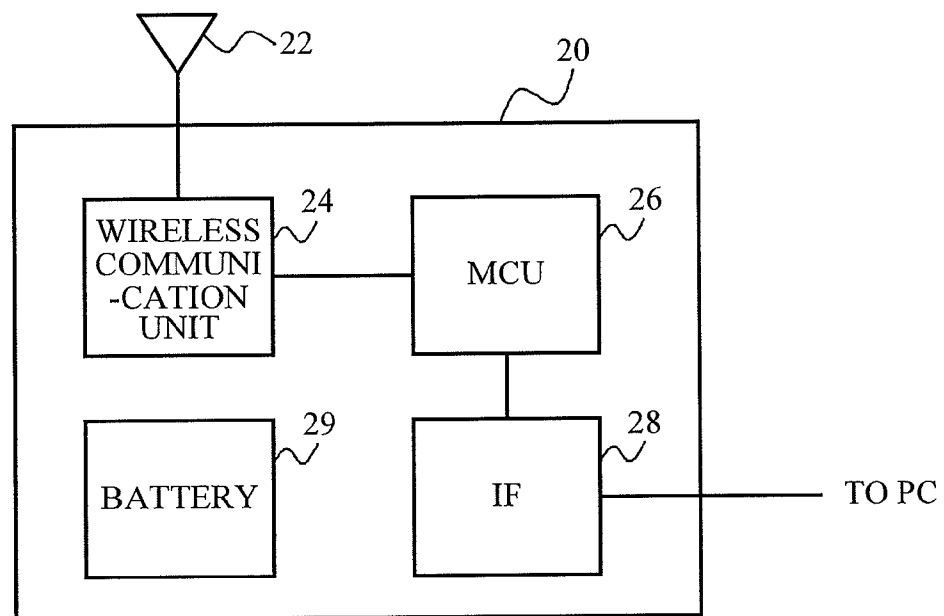 22
20
24
WIRELESS
COMMUNI
-CATION
UNIT
26
MCU
29
BATTERY
28
IF
TO PC